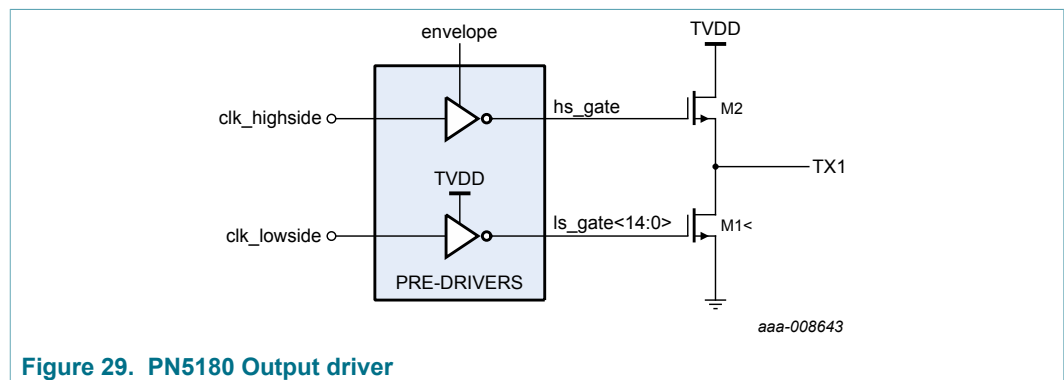 envelope
TVDD
clk_highside
hs_gate
M2
TX1
TVDD
clk_lowside
ls_gate<14:0>
M1<
PRE-DRIVERS
aaa-008643
Figure 29. PN5180 Output driver